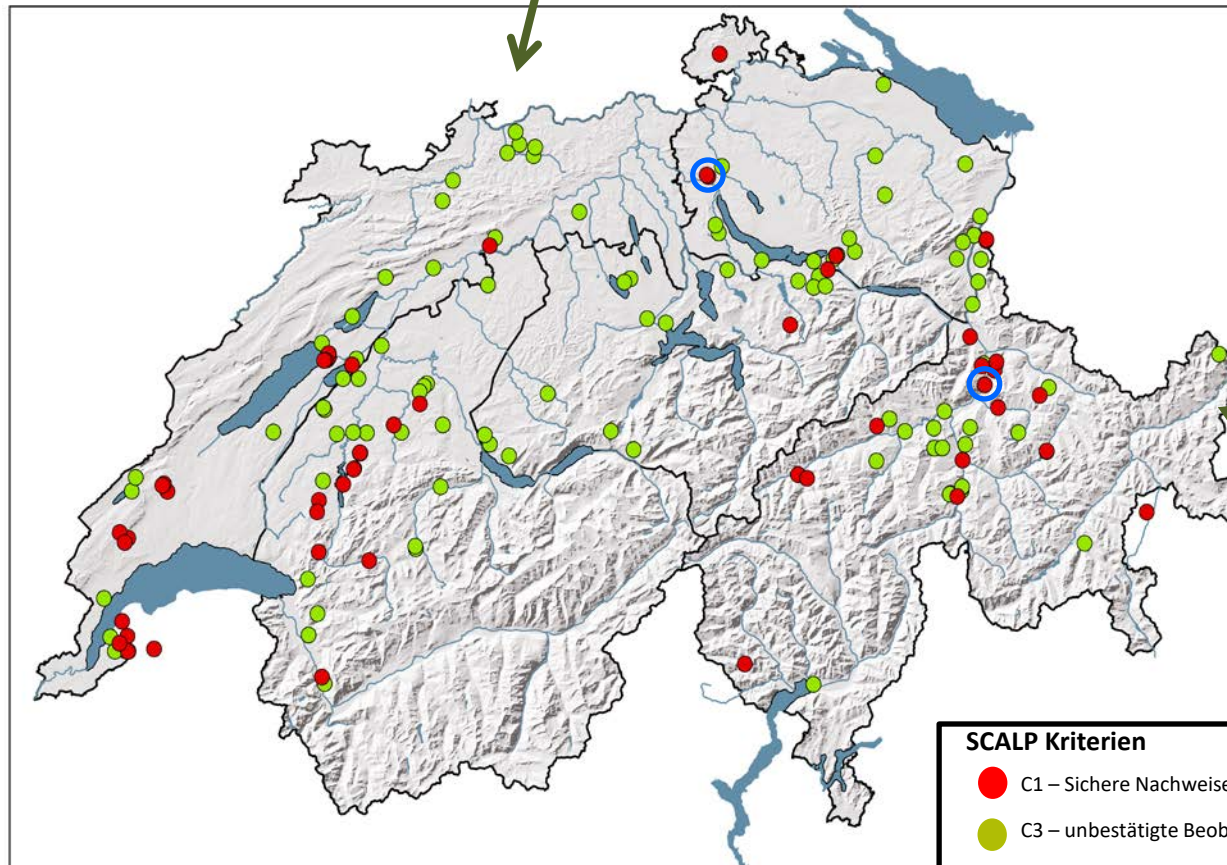 SCALP Kriterien
C1 – Sichere Nachweise
C3 – unbestätigte Beob